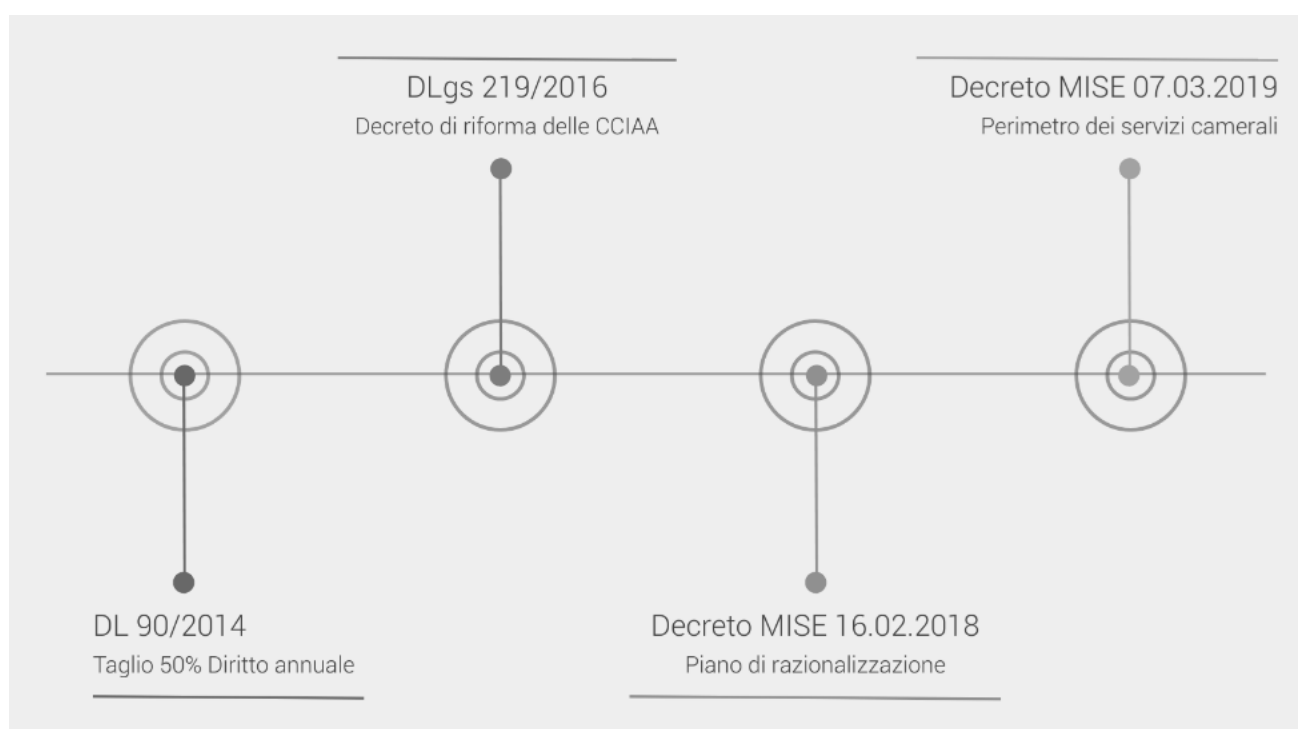 DLgs 219/2016
Decreto di riforma delle CCIAA
Decreto MISE 07.03.2019
Perimetro dei servizi camerali
DL 90/2014
Taglio 50% Diritto annuale
Decreto MISE 16.02.2018
Piano di razionalizzazione